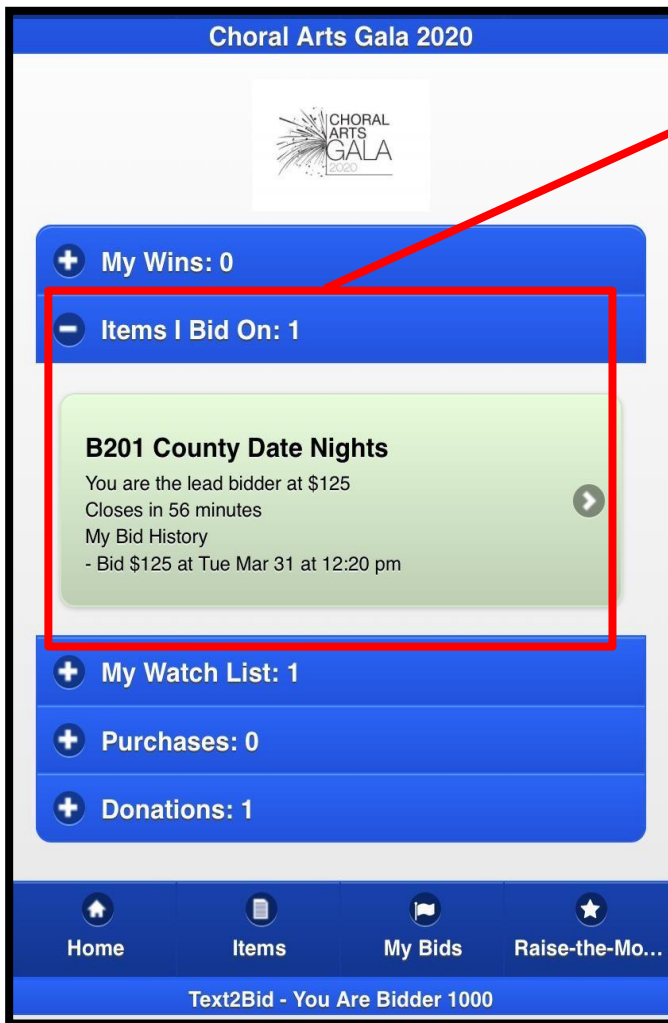 Choral Arts Gala 2020
CHORAL
ARTS
GALA
2020
My Wins: 0
Items I Bid On: 1
B201 County Date Nights
You are the lead bidder at $125
Closes in 56 minutes
My Bid History
- Bid $125 at Tue Mar 31 at 12:20 pm
My Watch List: 1
Purchases: 0
Donations: 1
Home Items My Bids Raise-the-Mo...
Text2Bid - You Are Bidder 1000